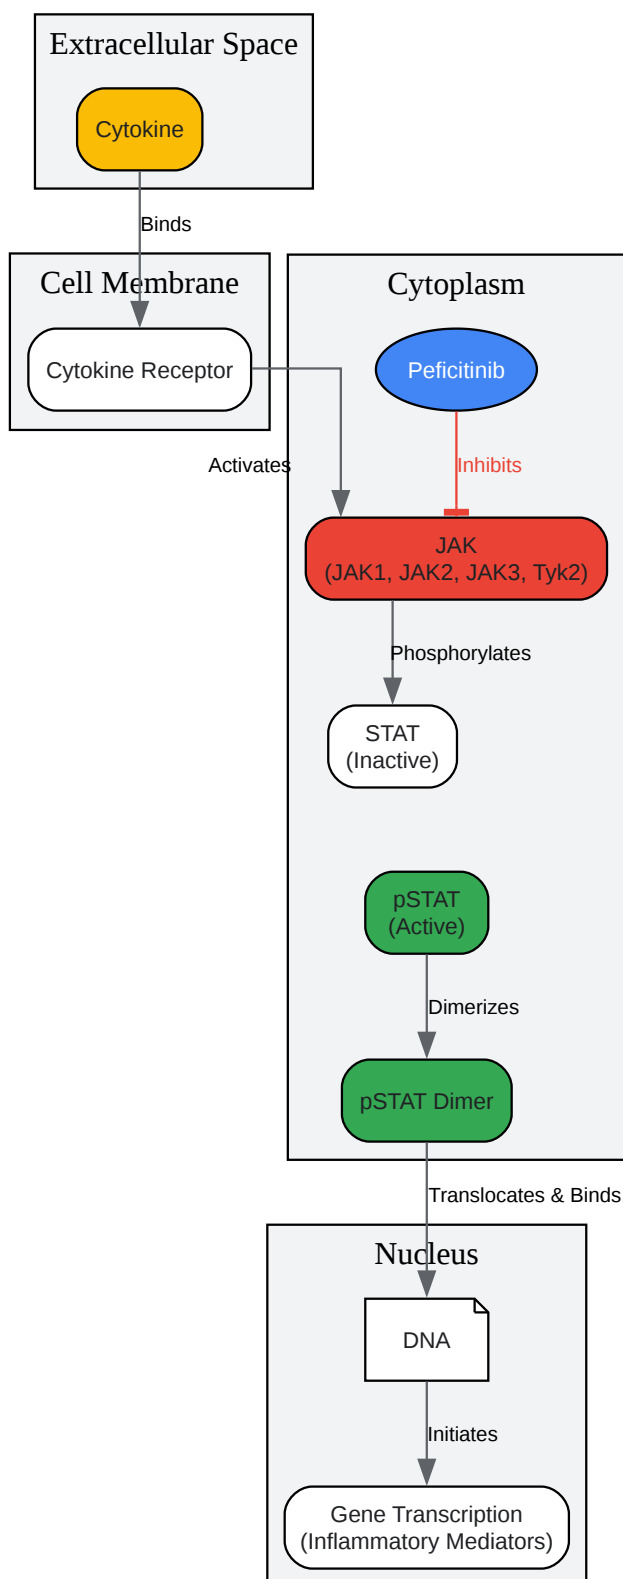 Extracellular Space
Cytokine
Binds
Cell Membrane
Cytokine Receptor
Cytoplasm
Peficitinib
Activates
Inhibits
JAK
(JAK1, JAK2, JAK3, Tyk2)
Phosphorylates
STAT
(Inactive)
pSTAT
(Active)
Dimerizes
pSTAT Dimer
Translocates & Binds
Nucleus
DNA
Initiates
Gene Transcription
(Inflammatory Mediators)